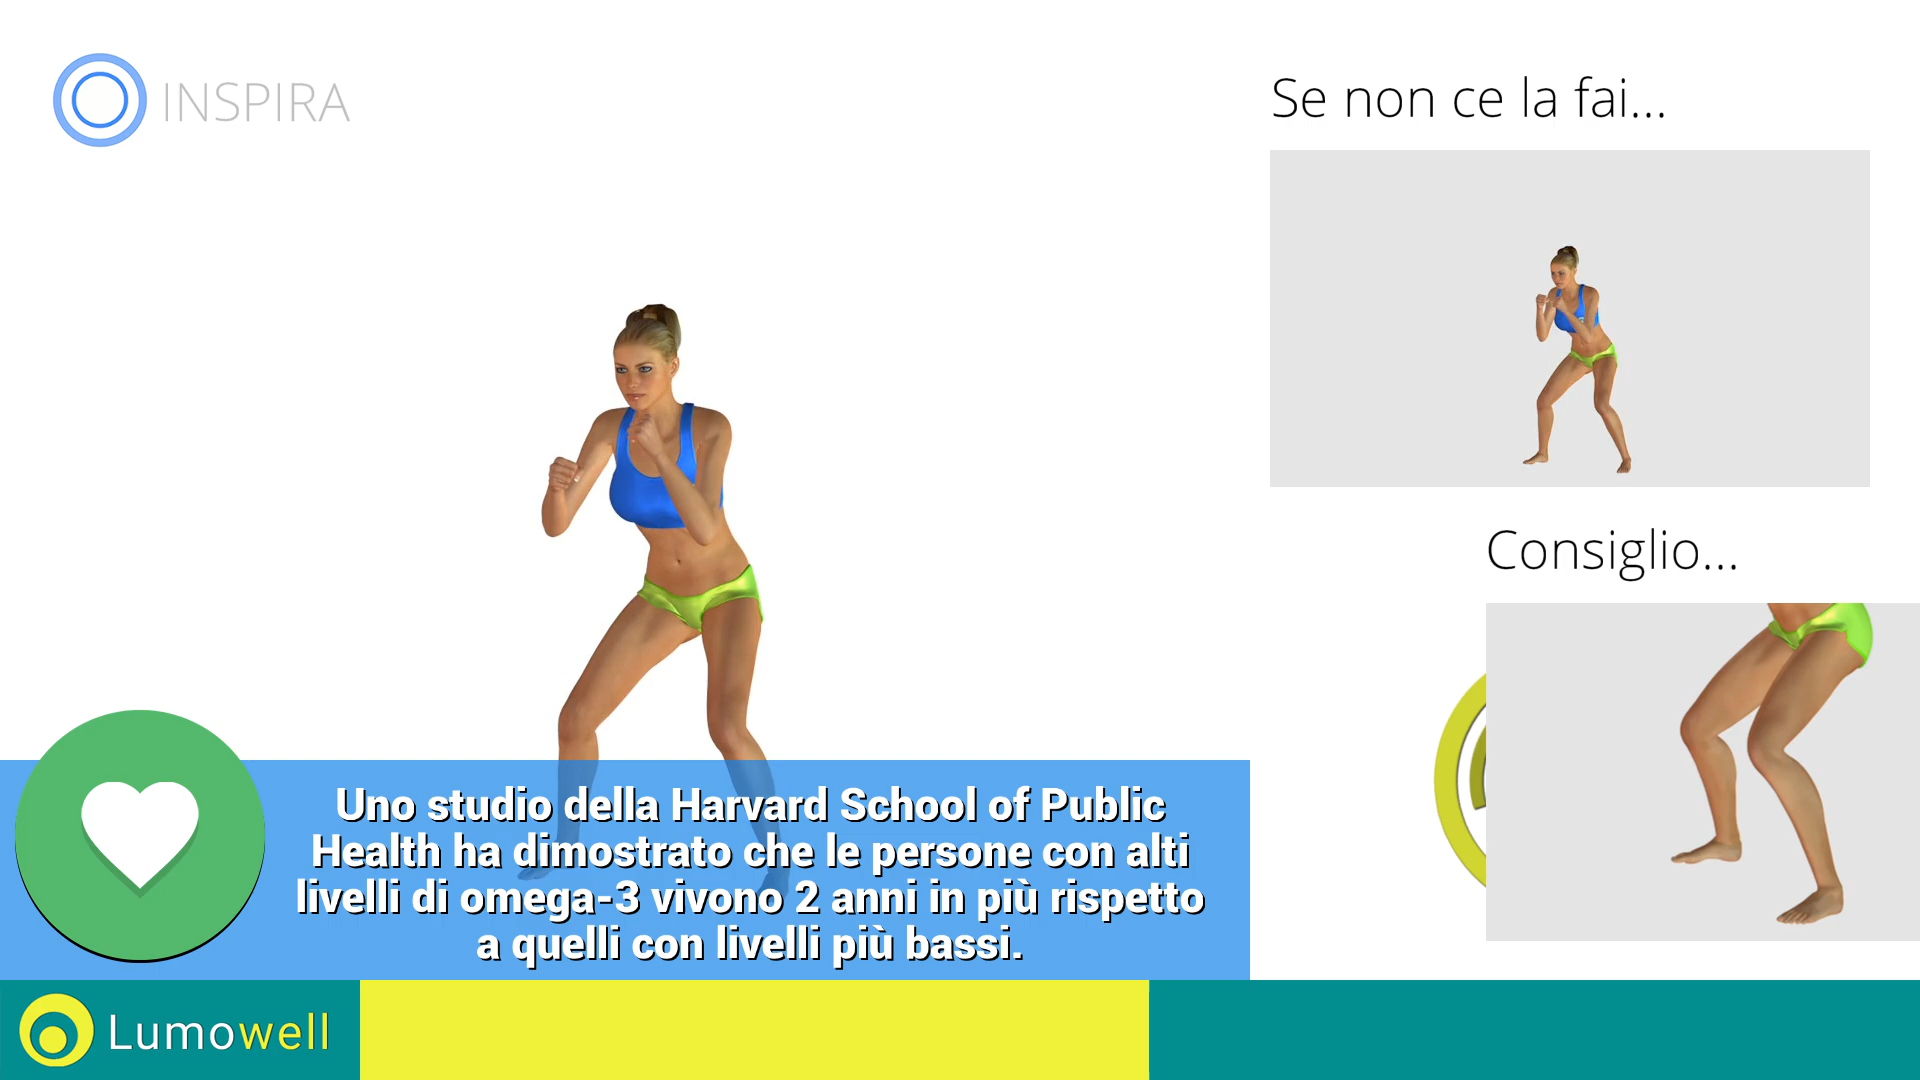 INSPIRA
Se non ce la fai...
Consiglio...
Uno studio della Harvard School of Public
Health ha dimostrato che le persone con alti
livelli di omega-3 vivono 2 anni in più rispetto
a quelli con livelli più bassi.
Lumowell